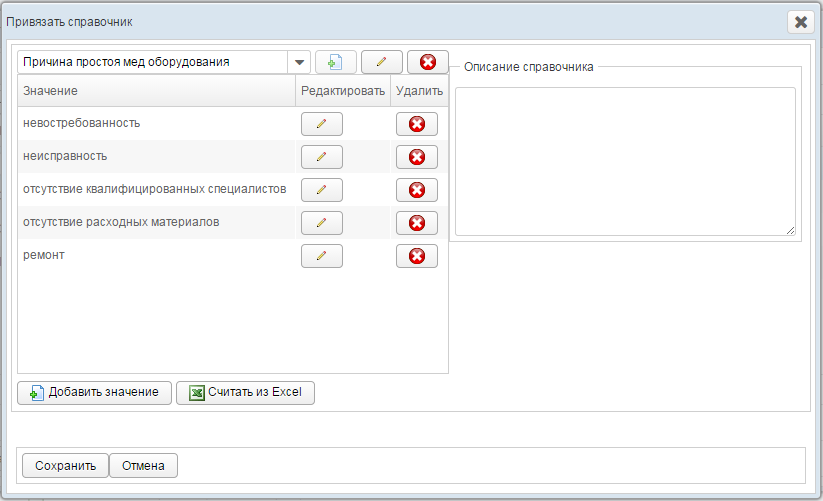 Привязать справочник
Причина простоя мед оборудования
Описание справочника
Значение Редактировать Удалить
невостребованность
неисправность
отсутствие квалифицированных специалистов
отсутствие расходных материалов
ремонт
Добавить значение Считать из Excel
Сохранить Отмена